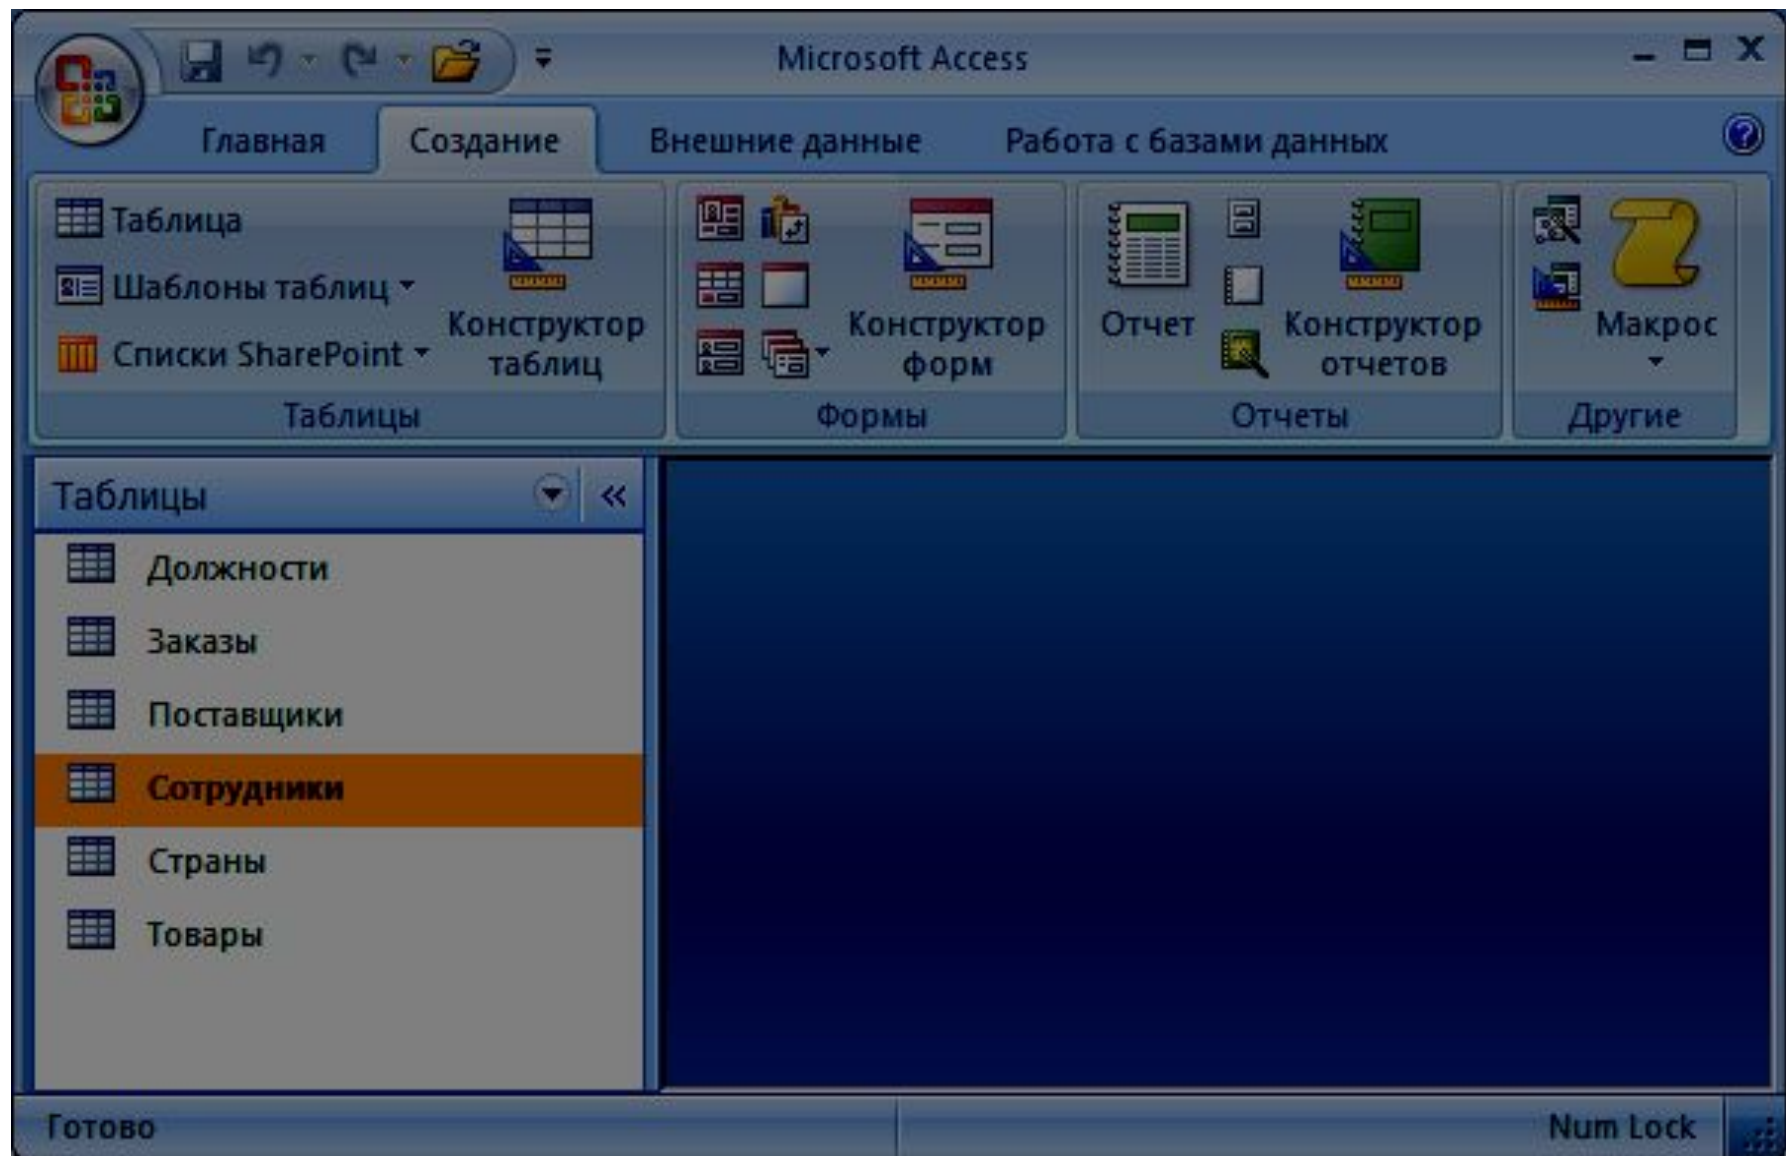 Microsoft Access
Главная Создание Внешние данные Работа с базами данных
Таблица
Шаблоны таблиц
Списки SharePoint
Конструктор
таблиц
Таблицы
Конструктор
форм
Формы
Отчет
Конструктор
отчетов
Отчеты
Макрос
Другие
Таблицы
Должности
Заказы
Поставщики
Сотрудники
Страны
Товары
Готово
Num Lock